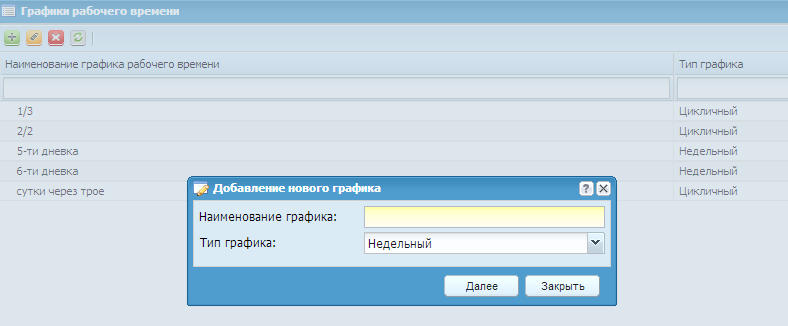 Графики рабочего времени
Наименование графика рабочего времени Тип графика
1/3 Цикличный
2/2 Цикличный
5-ти дневка Недельный
6-ти дневка Недельный
сутки через трое Цикличный
Добавление нового графика ?
Наименование графика:
Тип графика: Недельный
Далее Закрыть